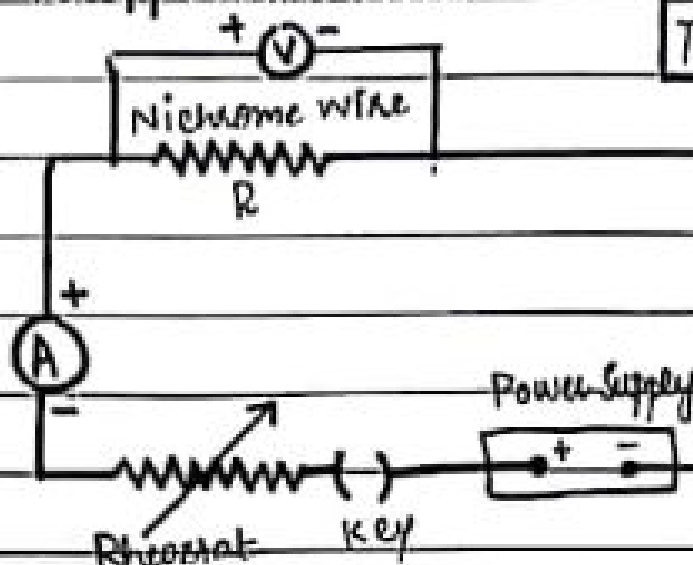 + V -
Nichrome wire
R
+
A
-
Power Supply
+ -
Rheostat
Key